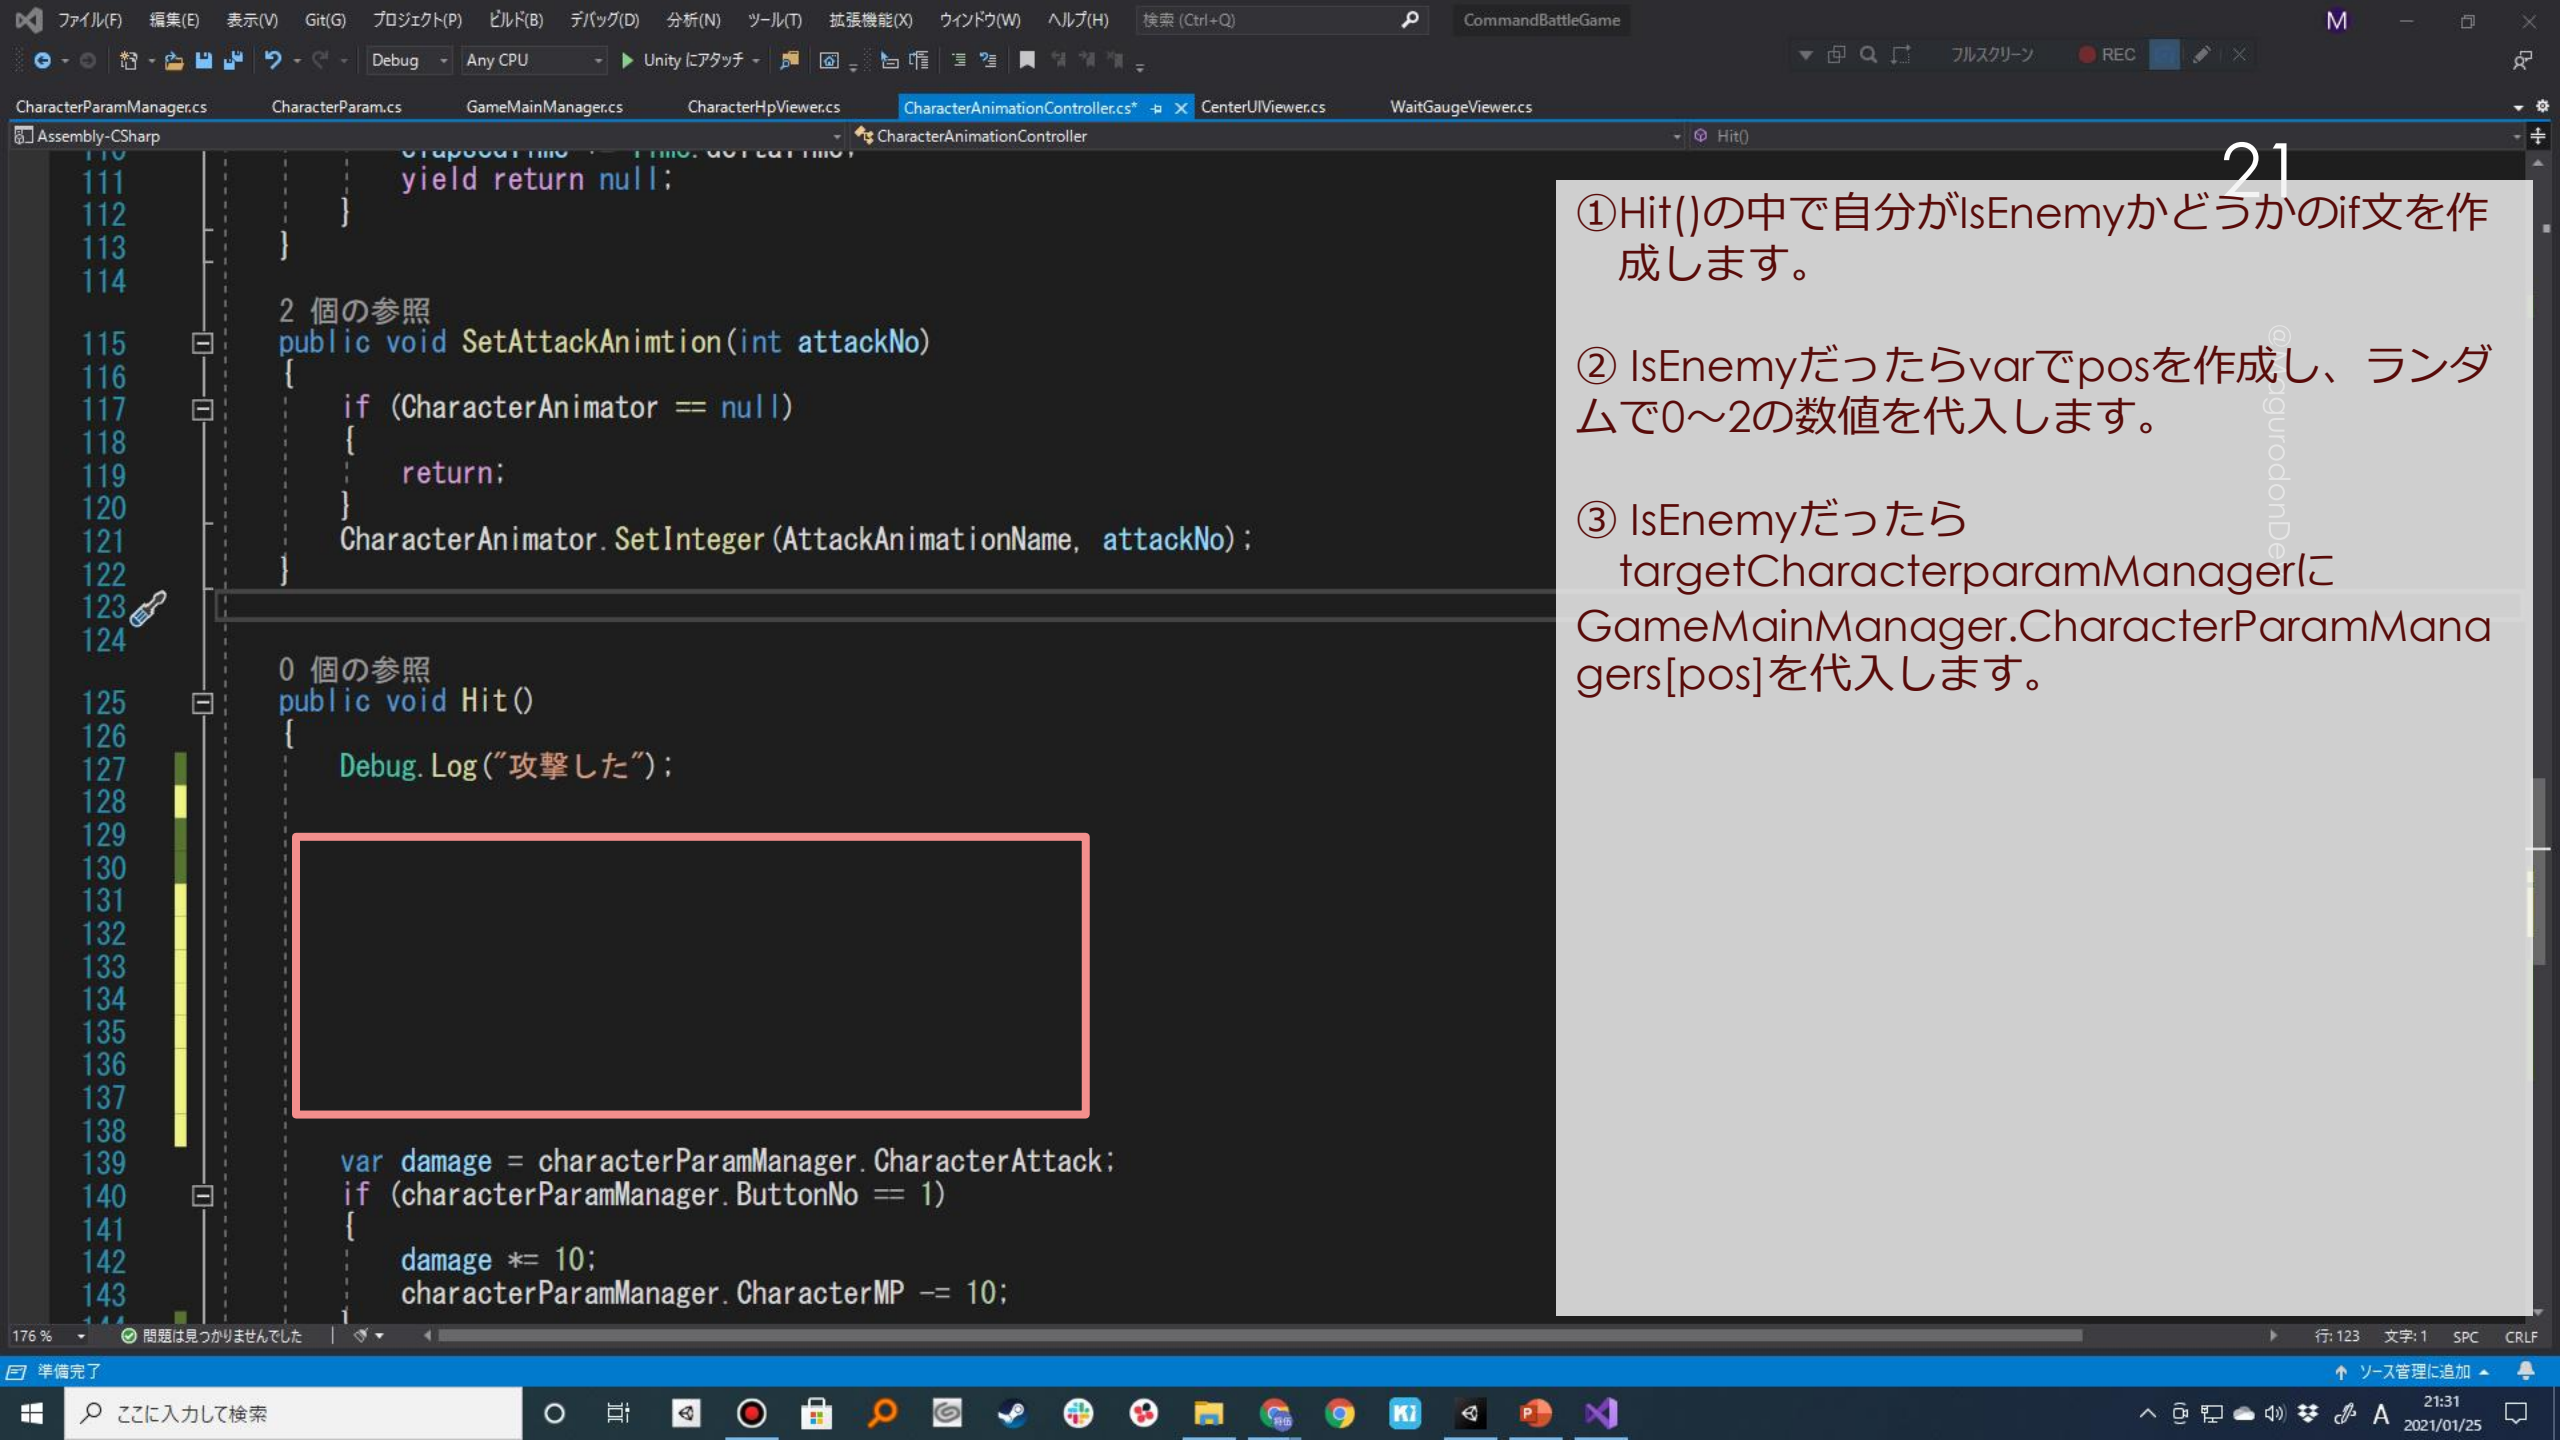 ファイル(F) 編集(E) 表示(V) Git(G) プロジェクト(P) ビルド(B) デバッグ(D) 分析(N) ツール(T) 拡張機能(X) ウィンドウ(W) ヘルプ(H) 検索 (Ctrl+Q) CommandBattleGame M
Debug Any CPU Unity にアタッチ フルスクリーン REC
CharacterParamManager.cs CharacterParam.cs GameMainManager.cs CharacterHpViewer.cs CharacterAnimationController.cs* CenterUIViewer.cs WaitGaugeViewer.cs
Assembly-CSharp CharacterAnimationController Hit()
21
111 yield return null;
112 }
113 }
114
2 個の参照
115 public void SetAttackAnimtion(int attackNo)
116 {
117 if (CharacterAnimator == null)
118 {
119 return;
120 }
121 CharacterAnimator.SetInteger(AttackAnimationName, attackNo);
122 }
123
124
0 個の参照
125 public void Hit()
126 {
127 Debug.Log("攻撃した");
128
129
130
131
132
133
134
135
136
137
138
139 var damage = characterParamManager.CharacterAttack;
140 if (characterParamManager.ButtonNo == 1)
141 {
142 damage *= 10;
143 characterParamManager.CharacterMP -= 10;
①Hit()の中で自分がIsEnemyかどうかのif文を作
成します。
② IsEnemyだったらvarでposを作成し、ランダ
ムで0～2の数値を代入します。
③ IsEnemyだったら
targetCharacterparamManagerに
GameMainManager.CharacterParamMana
gers[pos]を代入します。
@MagurodonDe
176 % 問題は見つかりませんでした 行: 123 文字: 1 SPC CRLF
準備完了 ソース管理に追加
ここに入力して検索 A 21:31
2021/01/25